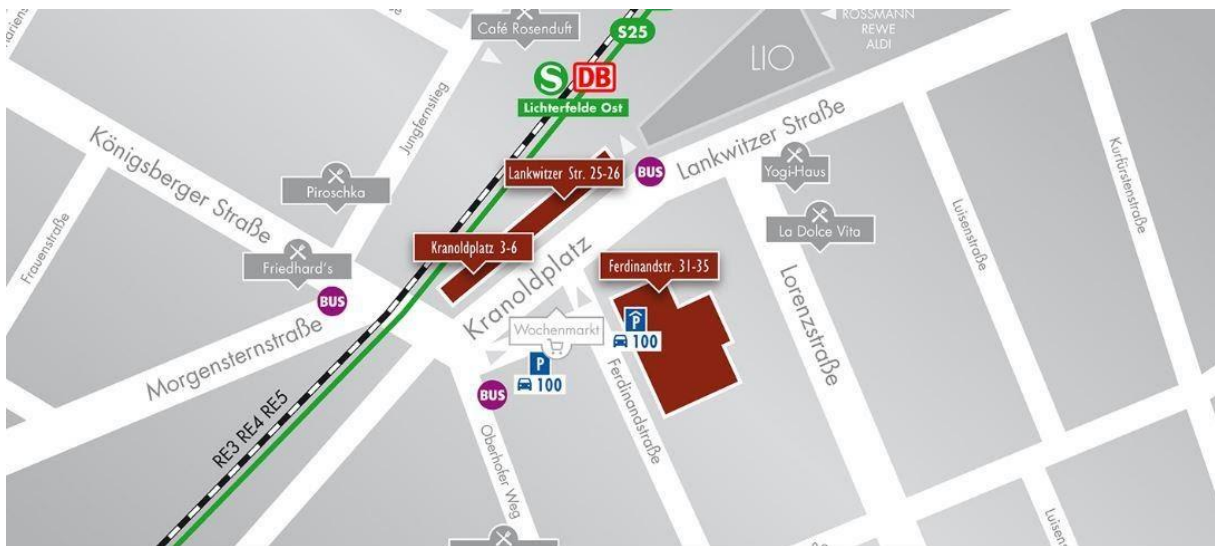 ROSSMANN
REWE
ALDI
Café Rosenduft
S25
LIO
S DB
Lichterfelde Ost
Jungfernstieg
Königsberger Straße
Lankwitzer Straße
Kurfürstenstraße
Lankwitzer Str. 25-26
BUS
Yogi-Haus
Piroschka
Luisenstraße
La Dolce Vita
Frauenstraße
Kranoldplatz 3-6
Friedhard's
Kranoldplatz
Ferdinandstr. 31-35
BUS
Lorenzstraße
Wochenmarkt
P
100
P
100
Morgensternstraße
BUS
Ferdinandstraße
RE3 RE4 RE5
Oberhofer Weg